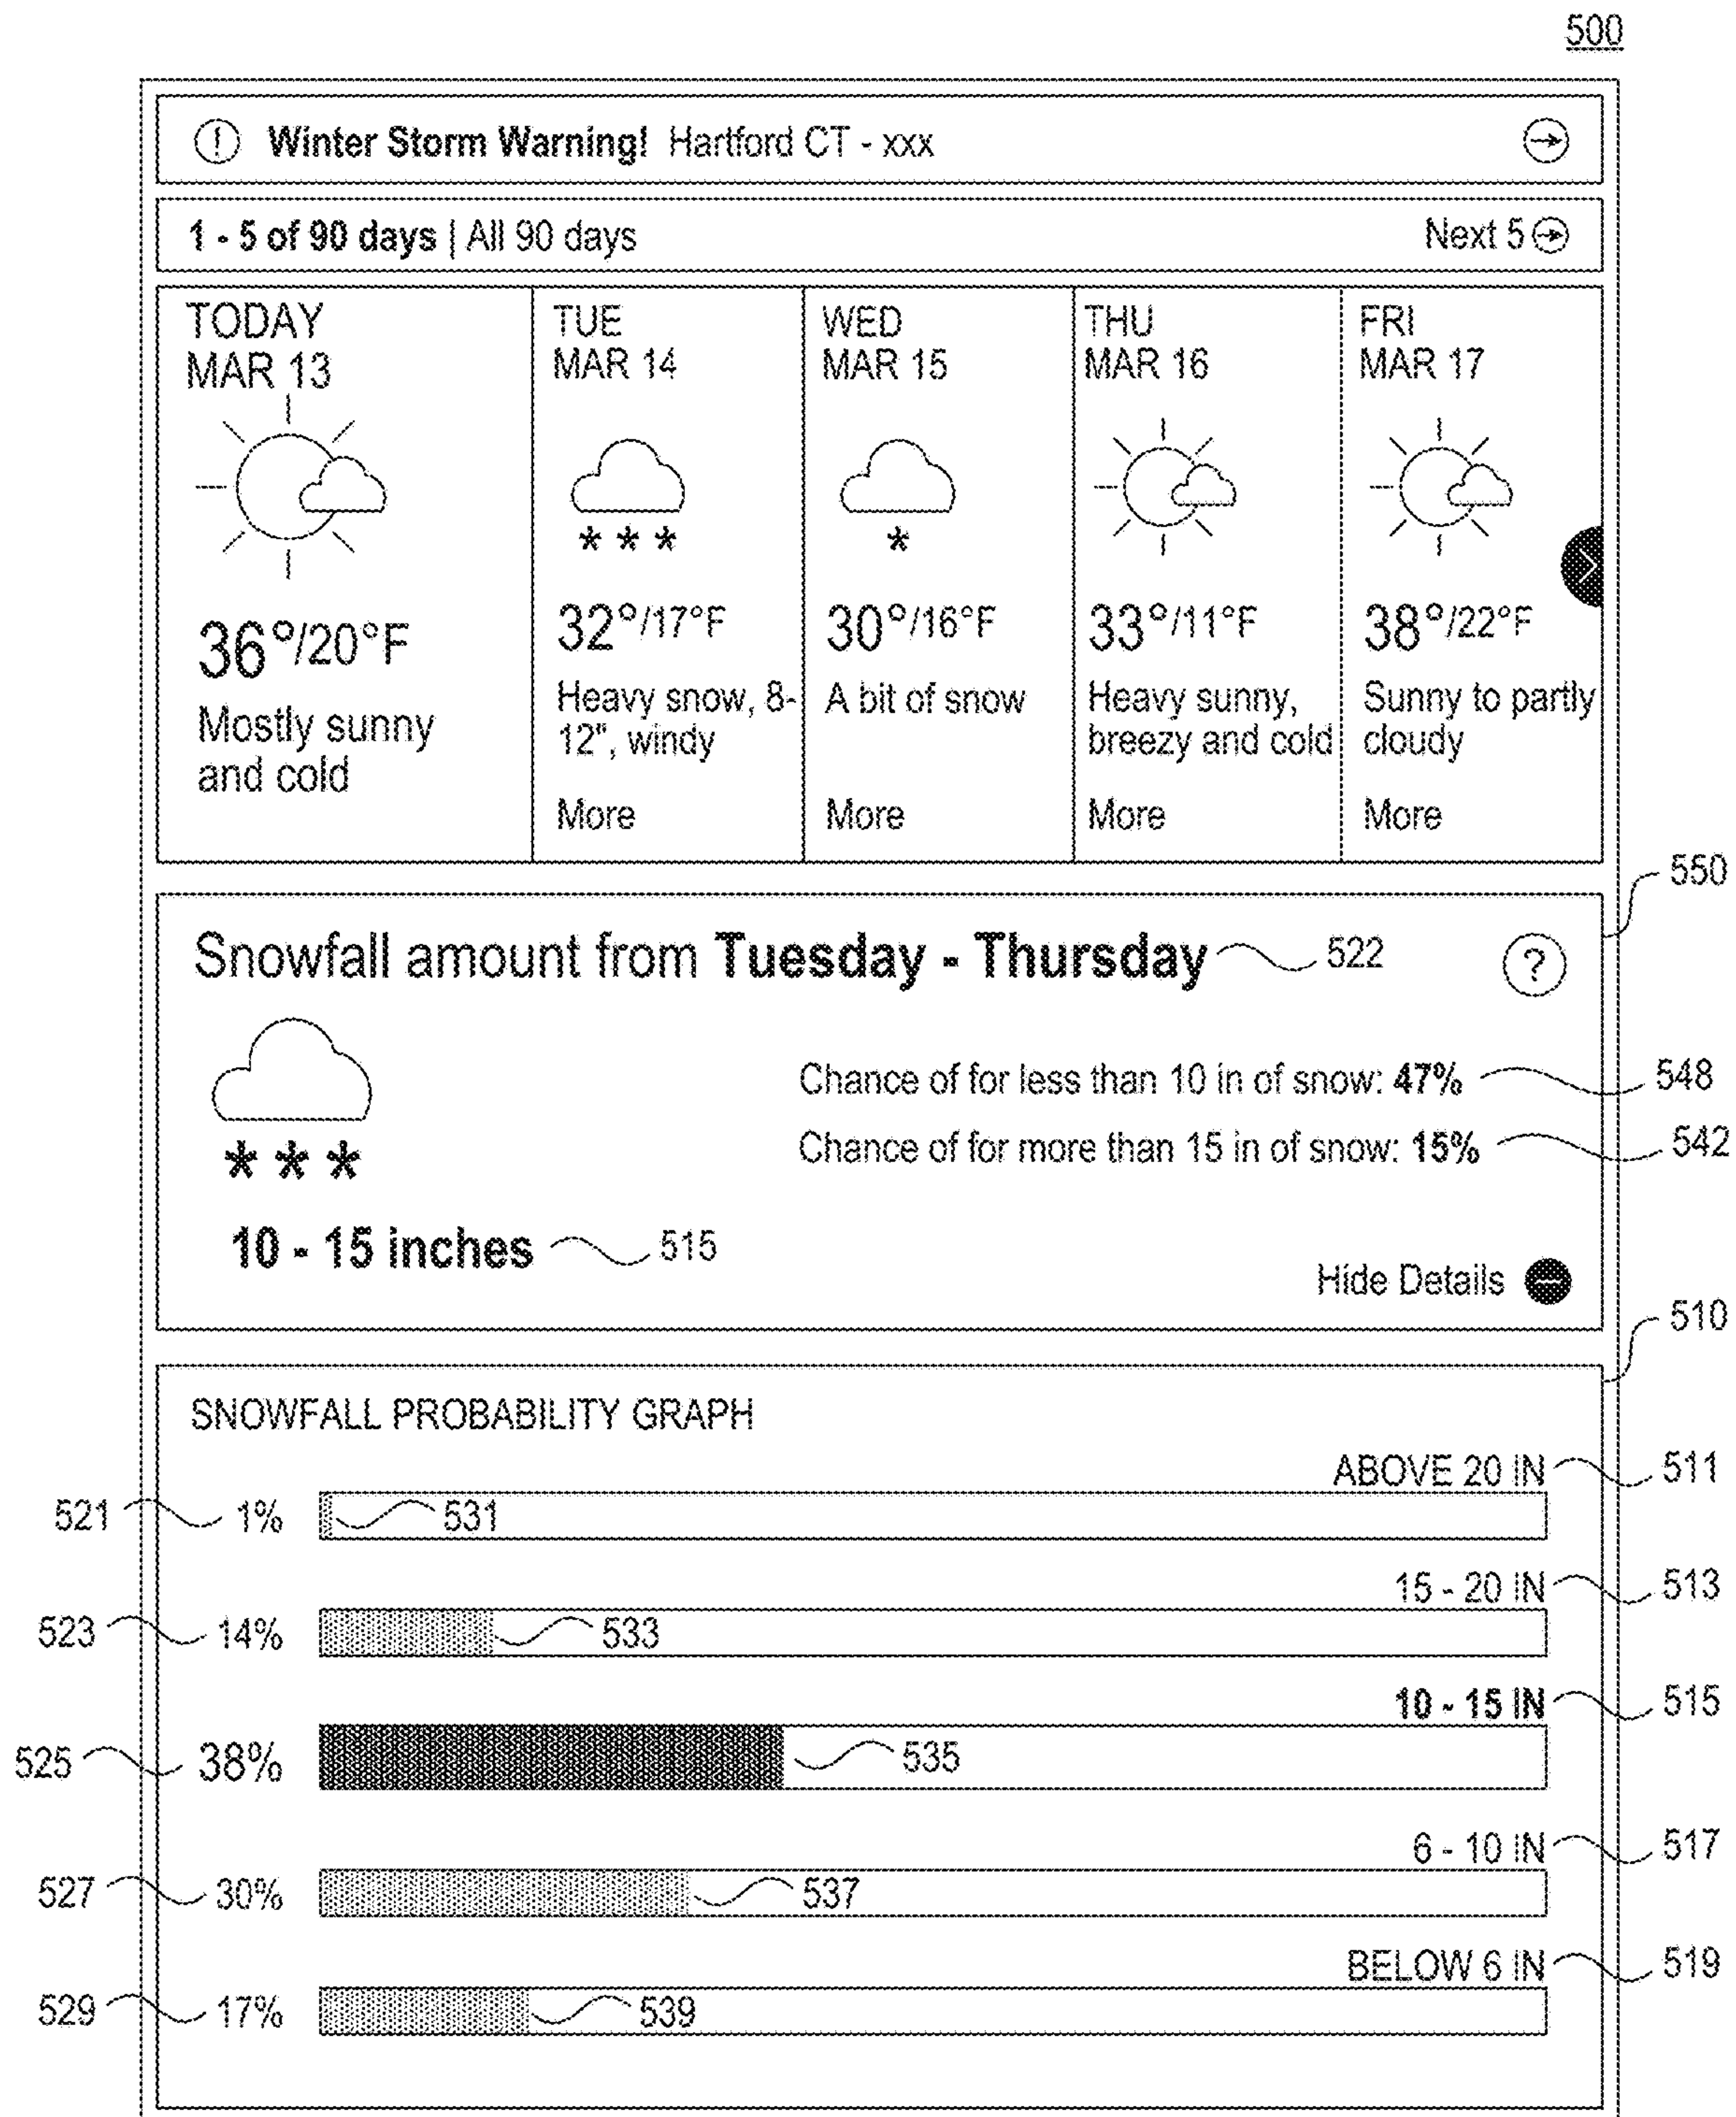 500
! Winter Storm Warning! Hartford CT - xxx
1 - 5 of 90 days | All 90 days Next 5
TODAY
MAR 13
36°/20°F
Mostly sunny
and cold
TUE
MAR 14
* * *
32°/17°F
Heavy snow, 8-
12", windy
More
WED
MAR 15
*
30°/16°F
A bit of snow
More
THU
MAR 16
33°/11°F
Heavy sunny,
breezy and cold
More
FRI
MAR 17
38°/22°F
Sunny to partly
cloudy
More
550
Snowfall amount from Tuesday - Thursday 522 ?
Chance of for less than 10 in of snow: 47% 548
Chance of for more than 15 in of snow: 15% 542
* * *
10 - 15 inches 515
Hide Details
510
SNOWFALL PROBABILITY GRAPH
ABOVE 20 IN 511
521 1% 531
15 - 20 IN 513
523 14% 533
10 - 15 IN 515
525 38% 535
6 - 10 IN 517
527 30% 537
BELOW 6 IN 519
529 17% 539